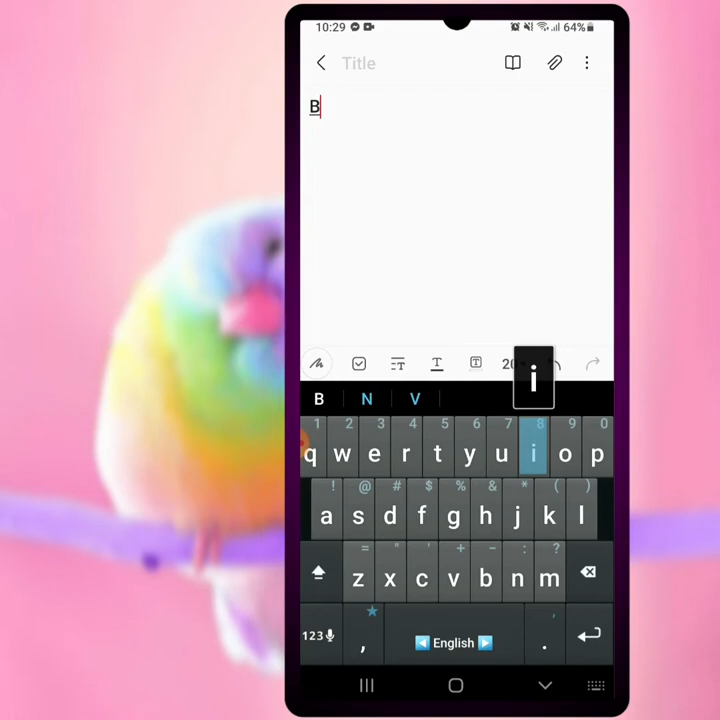 10:29 64%
Title
B
20
i
B N V
1 2 3 4 5 6 7 8 9 0
q w e r t y u i o p
! @ # $ % & * ( )
a s d f g h j k l
= " ' + - : ?
z x c v b n m
123 , English . '